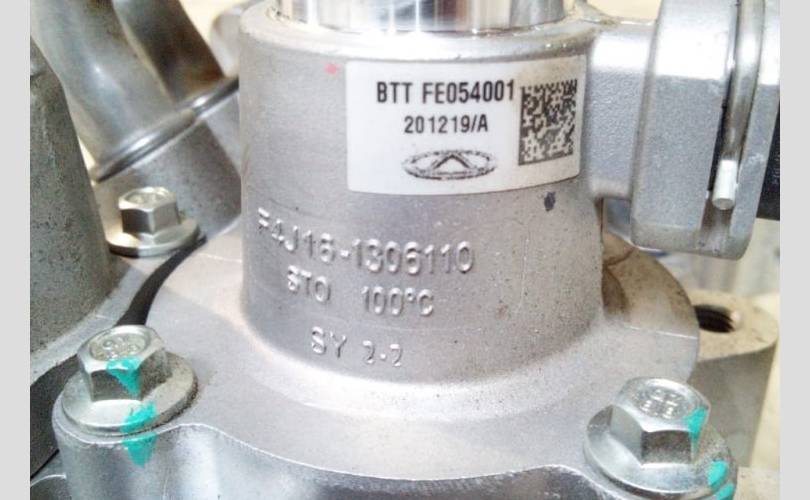 BTT FE054001
201219/A
F4J16-1306110
STO 100°C
SY 2-2